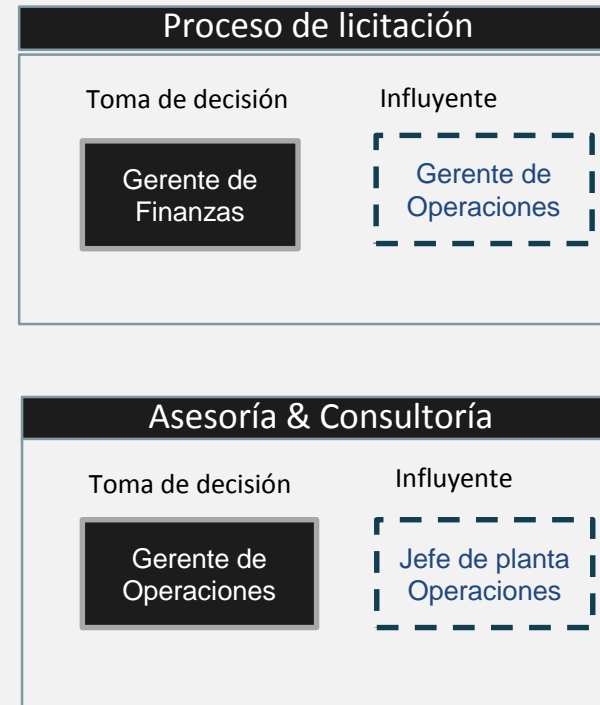 Proceso de licitación
Toma de decisión
Influyente
Gerente de
Finanzas
Gerente de
Operaciones
Asesoría & Consultoría
Toma de decisión
Influyente
Gerente de
Operaciones
Jefe de planta
Operaciones